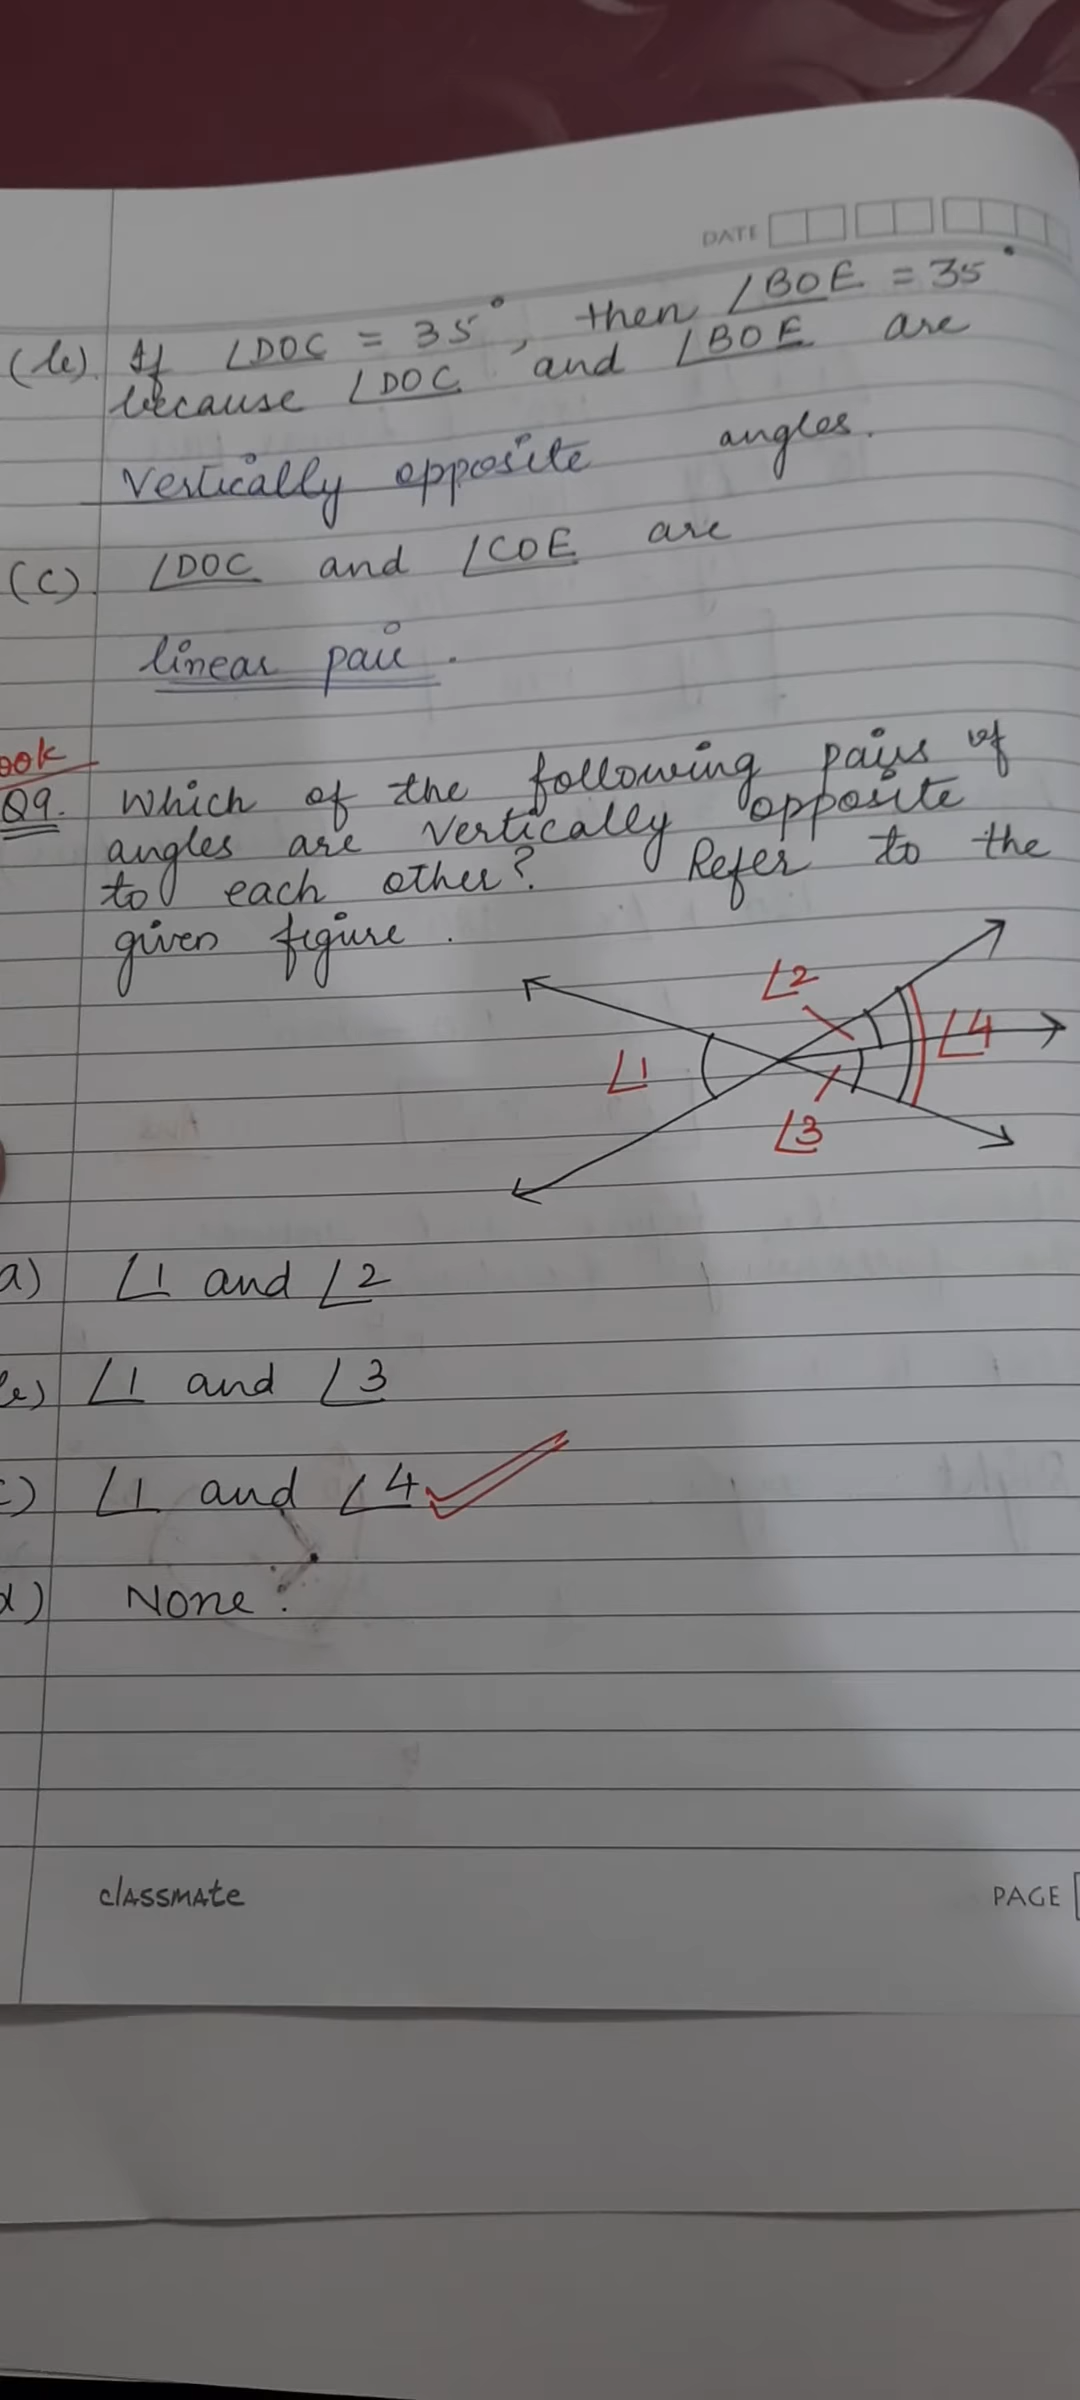 DATE
(b). If ∠DOC = 35°, then ∠BOE = 35°
because ∠DOC and ∠BOE are
vertically opposite angles.
(C). ∠DOC and ∠COE are
linear pair.
ook
Q9. Which of the following pairs of
angles are vertically opposite
to each other? Refer to the
given figure.
∠2
∠4
∠1
∠3
a) ∠1 and ∠2
b) ∠1 and ∠3
c) ∠1 and ∠4
d) None.
classmate
PAGE